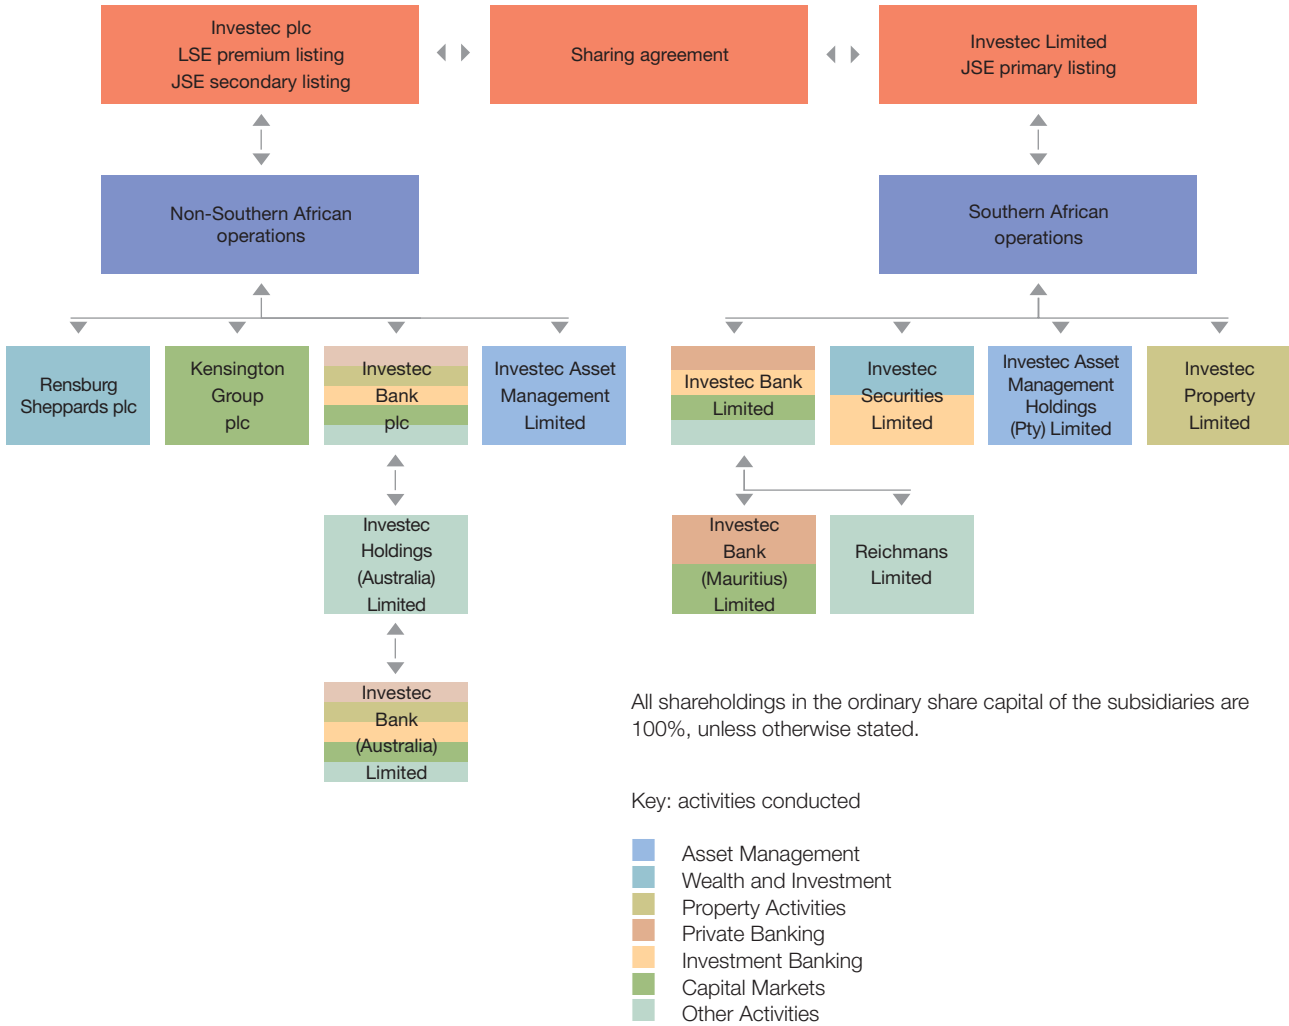 Investec plc
LSE premium listing
JSE secondary listing
Sharing agreement
Investec Limited
JSE primary listing
Non-Southern African
operations
Southern African
operations
Rensburg
Sheppards plc
Kensington
Group
plc
Investec
Bank
plc
Investec Asset
Management
Limited
Investec Bank
Limited
Investec
Securities
Limited
Investec Asset
Management
Holdings
(Pty) Limited
Investec
Property
Limited
Investec
Holdings
(Australia)
Limited
Investec
Bank
(Mauritius)
Limited
Reichmans
Limited
Investec
Bank
(Australia)
Limited
All shareholdings in the ordinary share capital of the subsidiaries are
100%, unless otherwise stated.
Key: activities conducted
Asset Management
Wealth and Investment
Property Activities
Private Banking
Investment Banking
Capital Markets
Other Activities